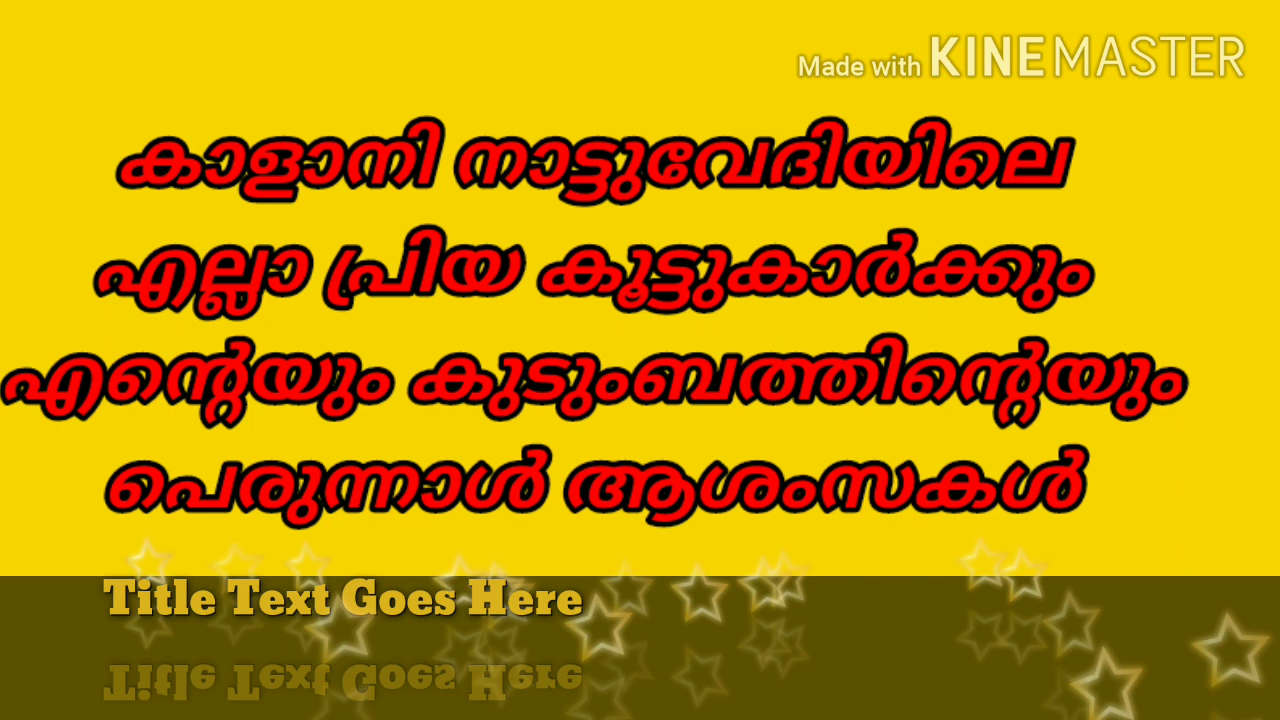 Made with KINEMASTER
കാളാനി നാട്ടുവേദിയിലെ
എല്ലാ പ്രിയ കൂട്ടുകാർക്കും
എന്റെയും കുടുംബത്തിന്റെയും
പെരുന്നാൾ ആശംസകൾ
Title Text Goes Here